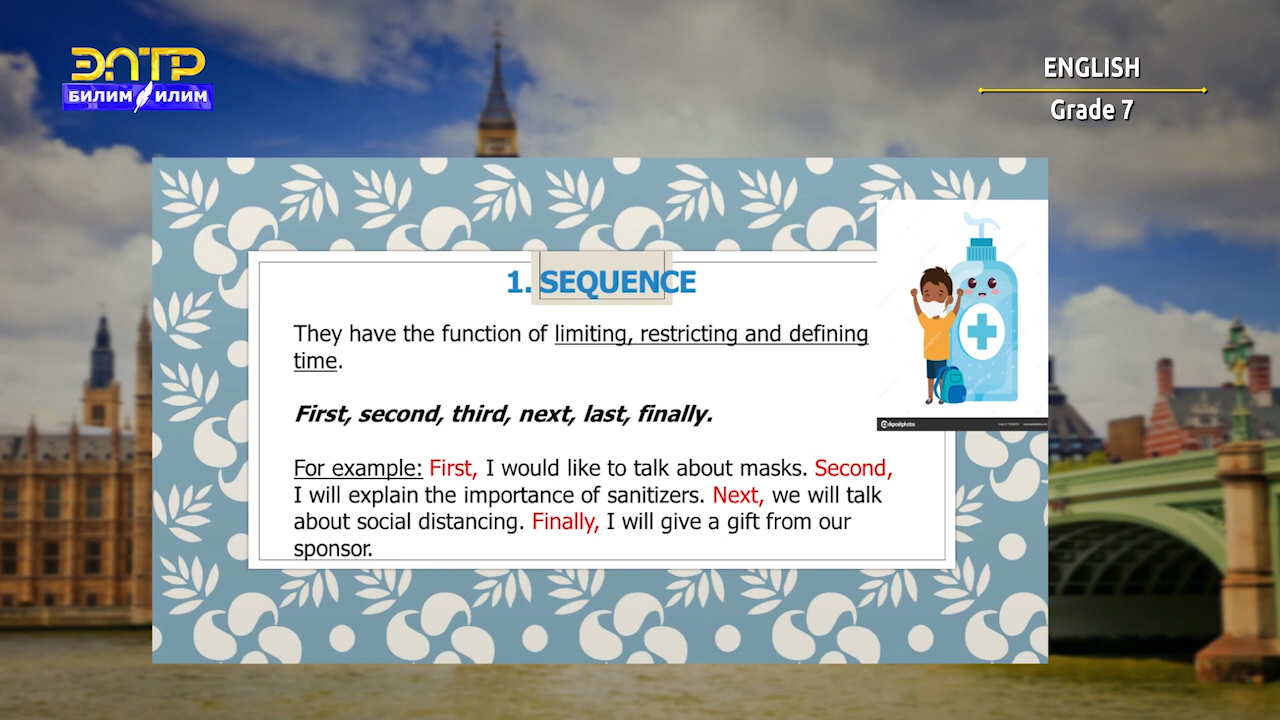 ЭЛТР
БИЛИМ ИЛИМ
ENGLISH
Grade 7
1. SEQUENCE
They have the function of limiting, restricting and defining
time.
First, second, third, next, last, finally.
For example: First, I would like to talk about masks. Second,
I will explain the importance of sanitizers. Next, we will talk
about social distancing. Finally, I will give a gift from our
sponsor.
depositphotos